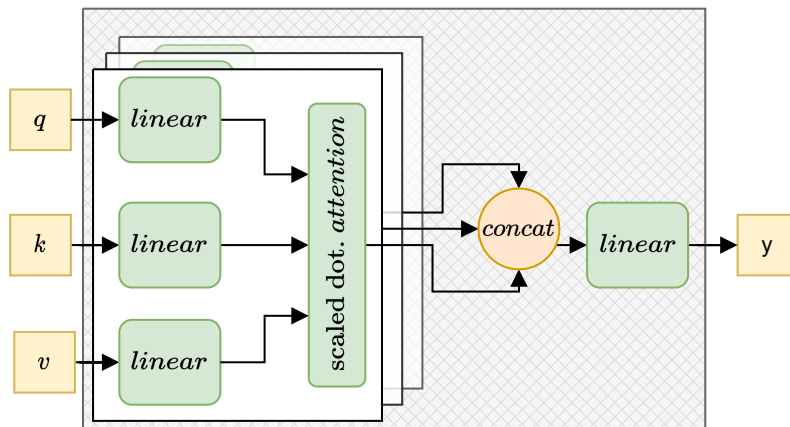 q
linear
k
linear
v
linear
scaled dot. attention
concat
linear
y